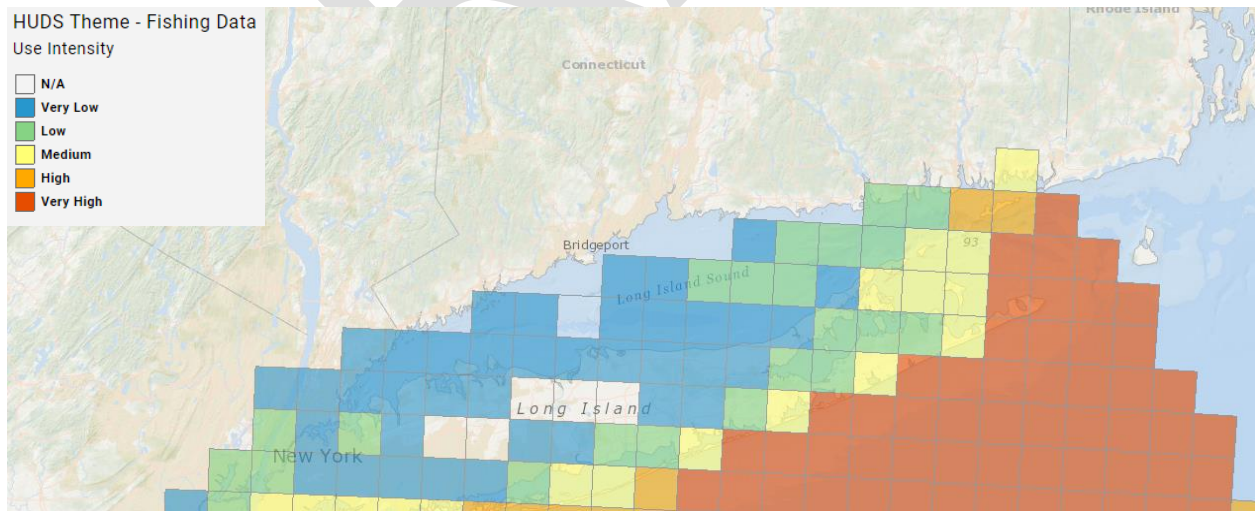 HUDS Theme - Fishing Data
Use Intensity
N/A
Very Low
Low
Medium
High
Very High
Rhode Island
Connecticut
Bridgeport
93
Long Island Sound
Long Island
New York